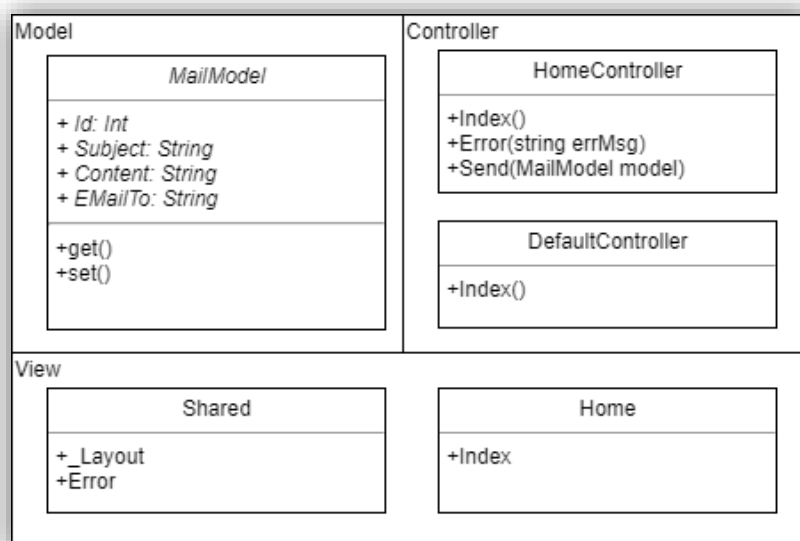 Model
MailModel
+ Id: Int
+ Subject: String
+ Content: String
+ EMailTo: String
+get()
+set()
Controller
HomeController
+Index()
+Error(string errMsg)
+Send(MailModel model)
DefaultController
+Index()
View
Shared
+_Layout
+Error
Home
+Index